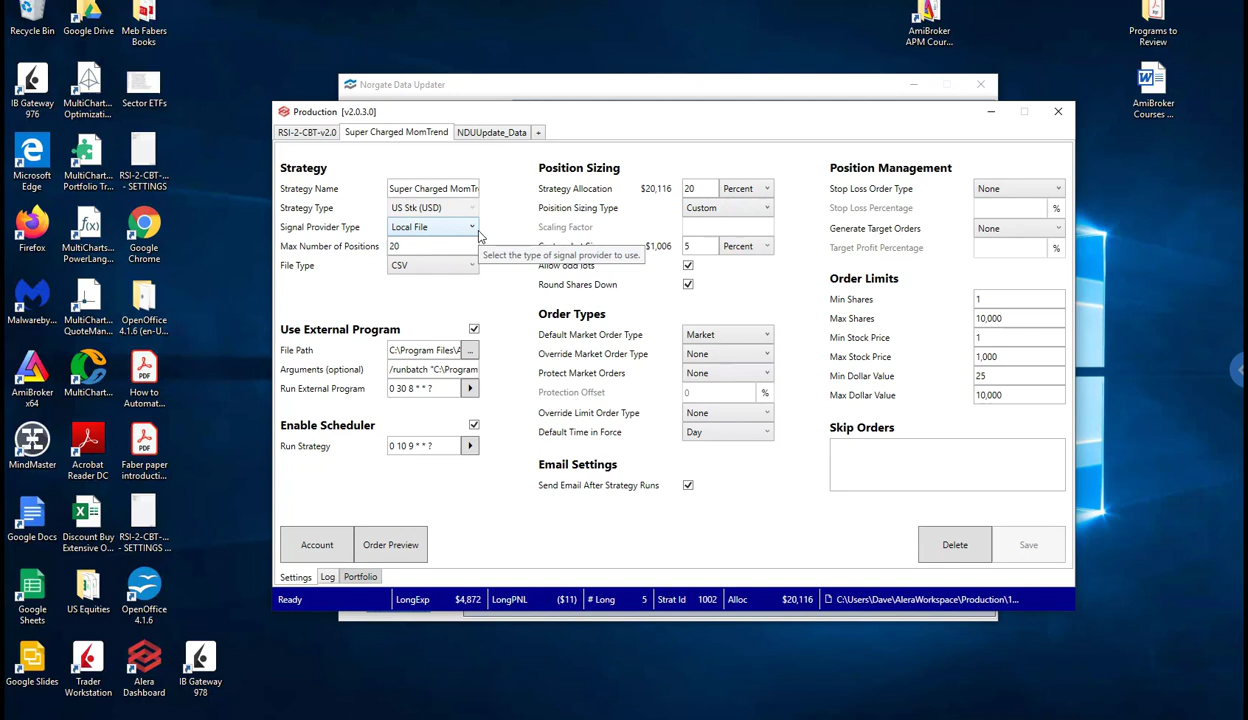 Recycle Bin
Google Drive
Meb Fabers
Books
AmiBroker
APM Cour...
Programs to
Review
IB Gateway
976
MultiChart...
Optimizati...
Sector ETFs
Word
AmiBroker
Courses ...
Microsoft
Edge
MultiCharts
Portfolio Tr...
RSI-2-CBT-...
- SETTINGS
Firefox
MultiCharts...
PowerLang...
Google
Chrome
Malwareby...
MultiCharts
QuoteMan...
OpenOffice
4.1.6 (en-U...
AmiBroker
x64
MultiChart...
PDF
How to
Automat...
MindMaster
Acrobat
Reader DC
PDF
Faber paper
introducti...
Google Docs
Discount Buy
Extensive O...
RSI-2-CBT-...
- SETTINGS ...
Google
Sheets
US Equities
OpenOffice
4.1.6
Google Slides
Trader
Workstation
Alera
Dashboard
IB Gateway
978
Norgate Data Updater
Production [v2.0.3.0]
RSI-2-CBT-v2.0
Super Charged MomTrend
NDUUpdate_Data
+
Strategy
Strategy Name Super Charged MomTr
Strategy Type US Stk (USD)
Signal Provider Type Local File
Max Number of Positions 20
File Type CSV
Select the type of signal provider to use.
Use External Program
File Path C:\Program Files\A ...
Arguments (optional) /runbatch "C:\Program
Run External Program 0 30 8 * * ?
Enable Scheduler
Run Strategy 0 10 9 * * ?
Position Sizing
Strategy Allocation $20,116 20 Percent
Poisition Sizing Type Custom
Scaling Factor
$1,006 5 Percent
Allow odd lots
Round Shares Down
Order Types
Default Market Order Type Market
Override Market Order Type None
Protect Market Orders None
Protection Offset 0 %
Override Limit Order Type None
Default Time in Force Day
Email Settings
Send Email After Strategy Runs
Position Management
Stop Loss Order Type None
Stop Loss Percentage %
Generate Target Orders None
Target Profit Percentage %
Order Limits
Min Shares 1
Max Shares 10,000
Min Stock Price 1
Max Stock Price 1,000
Min Dollar Value 25
Max Dollar Value 10,000
Skip Orders
Account
Order Preview
Delete
Save
Settings
Log
Portfolio
Ready LongExp $4,872 LongPNL ($11) # Long 5 Strat Id 1002 Alloc $20,116 C:\Users\Dave\AleraWorkspace\Production\1...